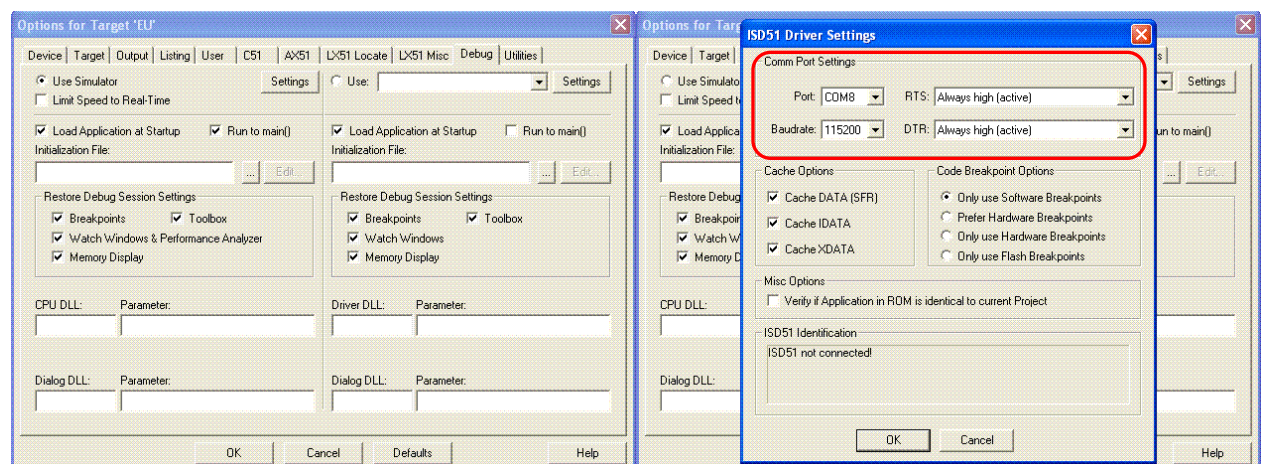 Options for Target 'EU'
Device Target Output Listing User C51 AX51 LX51 Locate LX51 Misc Debug Utilities
Use Simulator Settings Use: Settings
Limit Speed to Real-Time
Load Application at Startup Run to main() Load Application at Startup Run to main()
Initialization File: Initialization File:
... Edit... ... Edit...
Restore Debug Session Settings Restore Debug Session Settings
Breakpoints Toolbox Breakpoints Toolbox
Watch Windows & Performance Analyzer Watch Windows
Memory Display Memory Display
CPU DLL: Parameter: Driver DLL: Parameter:
Dialog DLL: Parameter: Dialog DLL: Parameter:
OK Cancel Defaults Help
Options for Targ
Device Target s
Use Simulato Settings
Limit Speed t
Load Applica un to main()
Initialization File:
... Edit...
Restore Debug
Breakpoin
Watch W
Memory D
CPU DLL:
Dialog DLL:
Help
ISD51 Driver Settings
Comm Port Settings
Port: COM8 RTS: Always high (active)
Baudrate: 115200 DTR: Always high (active)
Cache Options Code Breakpoint Options
Cache DATA (SFR) Only use Software Breakpoints
Cache IDATA Prefer Hardware Breakpoints
Cache XDATA Only use Hardware Breakpoints
Only use Flash Breakpoints
Misc Options
Verify if Application in ROM is identical to current Project
ISD51 Identification
ISD51 not connected!
OK Cancel